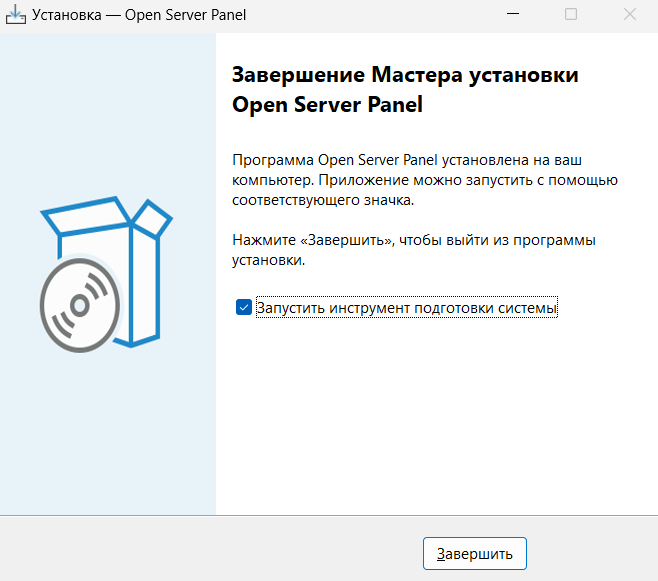 Установка — Open Server Panel
Завершение Мастера установки
Open Server Panel
Программа Open Server Panel установлена на ваш
компьютер. Приложение можно запустить с помощью
соответствующего значка.
Нажмите «Завершить», чтобы выйти из программы
установки.
Запустить инструмент подготовки системы
Завершить